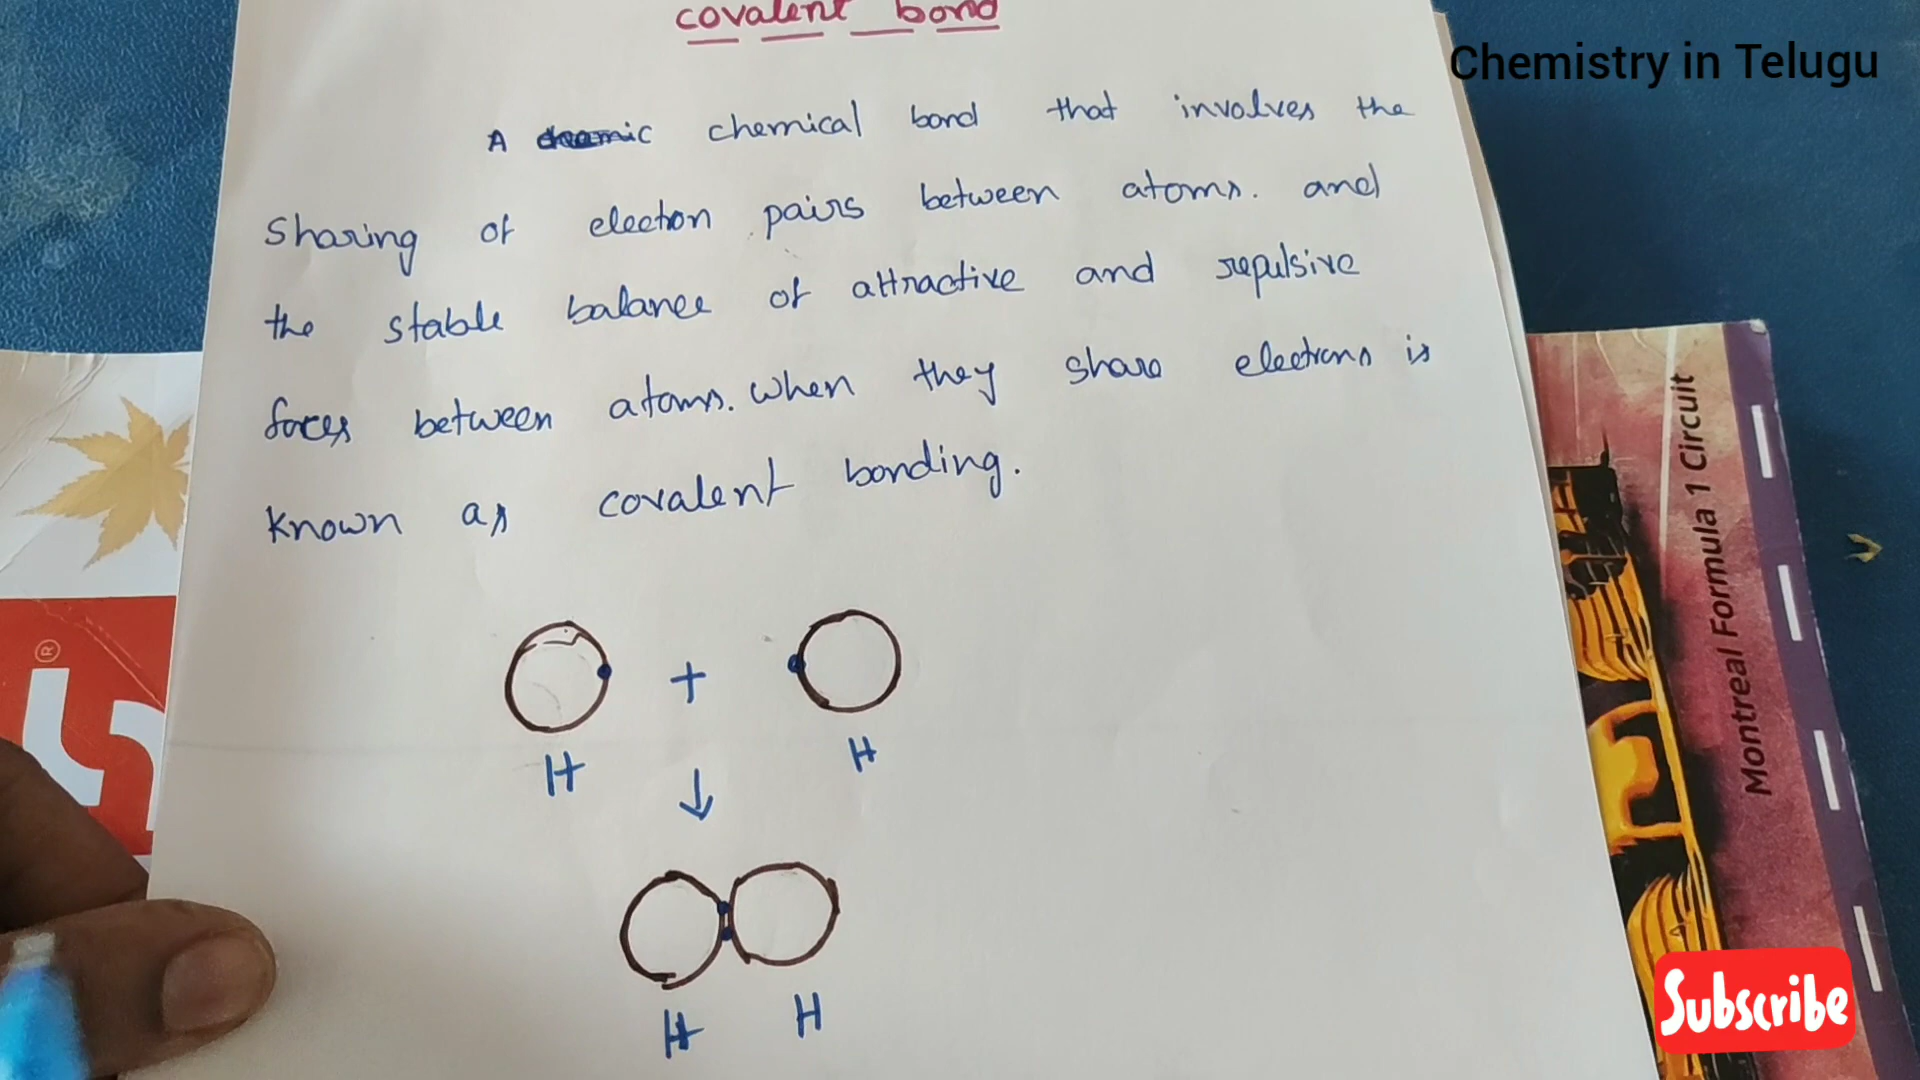 covalent bond
Chemistry in Telugu
A chemical bond that involves the
sharing of electron pairs between atoms. and
the stable balance of attractive and repulsive
forces between atoms. when they share electrons is
known as covalent bonding.
+
H H
↓
H H
®
Montreal Formula 1 Circuit
Subscribe